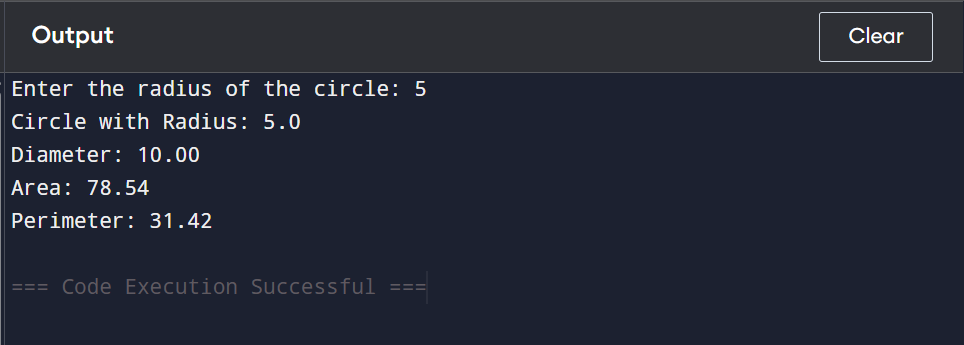 Output
Clear
Enter the radius of the circle: 5
Circle with Radius: 5.0
Diameter: 10.00
Area: 78.54
Perimeter: 31.42
=== Code Execution Successful ===